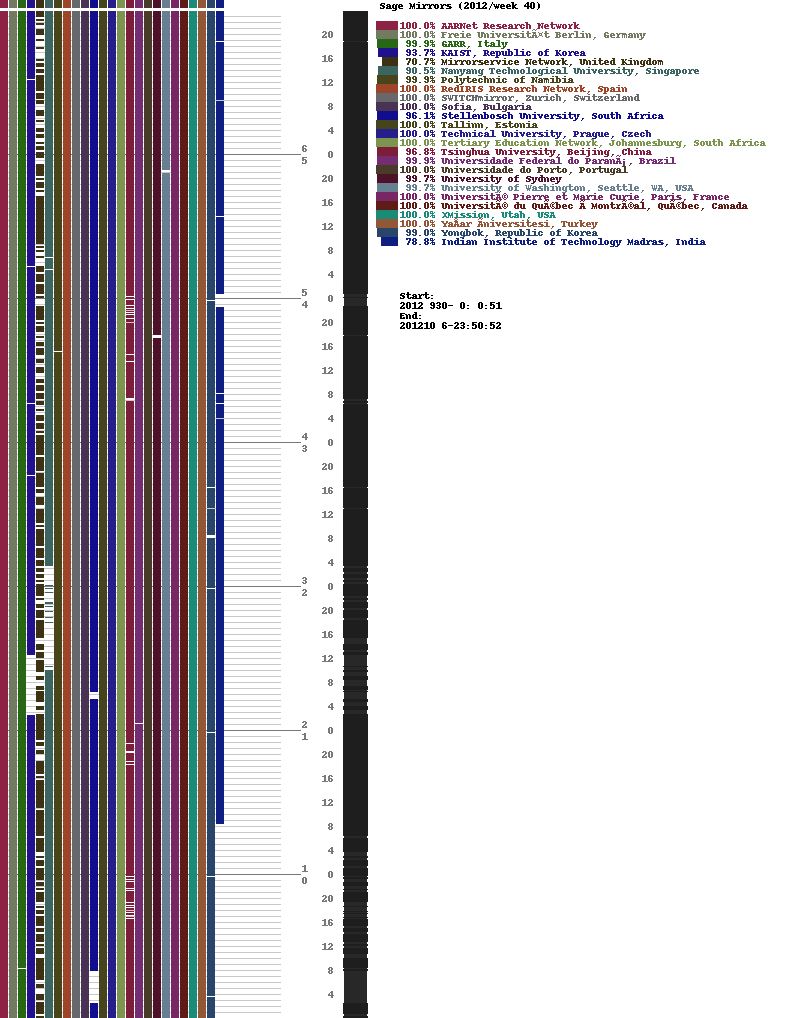 Sage Mirrors (2012/week 40)
100.0% AARNet Research Network
100.0% Freie UniversitÃ¤t Berlin, Germany
99.9% GARR, Italy
93.7% KAIST, Republic of Korea
70.7% Mirrorservice Network, United Kingdom
90.5% Nanyang Technological University, Singapore
99.9% Polytechnic of Namibia
100.0% RedIRIS Research Network, Spain
100.0% SWITCHmirror, Zurich, Switzerland
100.0% Sofia, Bulgaria
96.1% Stellenbosch University, South Africa
100.0% Tallinn, Estonia
100.0% Technical University, Prague, Czech
100.0% Tertiary Education Network, Johannesburg, South Africa
96.8% Tsinghua University, Beijing, China
99.9% Universidade Federal do ParanÃ¡, Brazil
100.0% Universidade do Porto, Portugal
99.7% University of Sydney
99.7% University of Washington, Seattle, WA, USA
100.0% UniversitÃ© Pierre et Marie Curie, Paris, France
100.0% UniversitÃ© du QuÃ©bec Ã MontrÃ©al, QuÃ©bec, Canada
100.0% XMission, Utah, USA
100.0% YaÅar Ãniversitesi, Turkey
99.0% Yongbok, Republic of Korea
78.8% Indian Institute of Technology Madras, India
Start:
2012 930- 0: 0:51
End:
201210 6-23:50:52
20
16
12
8
4
6
0
5
20
16
12
8
4
5
0
4
20
16
12
8
4
4
0
3
20
16
12
8
4
3
0
2
20
16
12
8
4
2
0
1
20
16
12
8
4
1
0
0
20
16
12
8
4